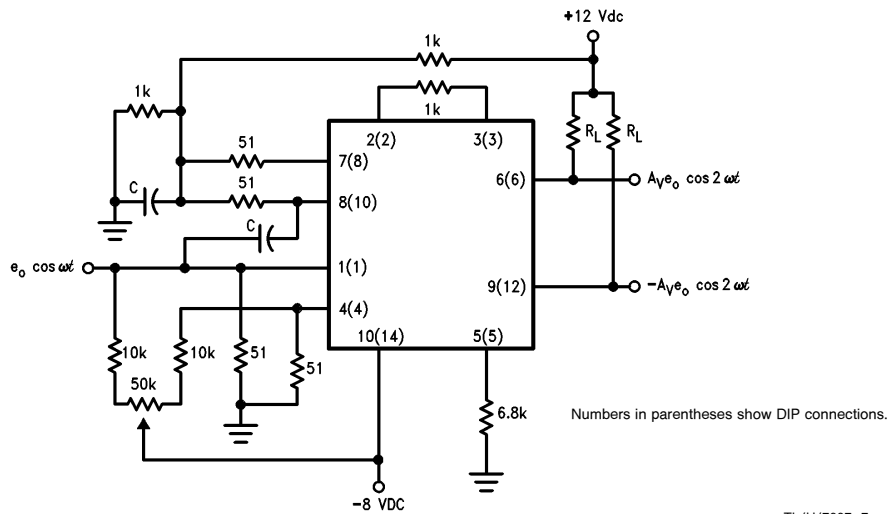 +12 Vdc
1k
1k
1k
2(2)
3(3)
R_L
R_L
51
7(8)
6(6)
A_V e_o cos 2 ωt
C
51
8(10)
C
e_o cos ωt
1(1)
9(12)
-A_V e_o cos 2 ωt
4(4)
10(14)
5(5)
10k
10k
51
51
50k
6.8k
Numbers in parentheses show DIP connections.
-8 VDC